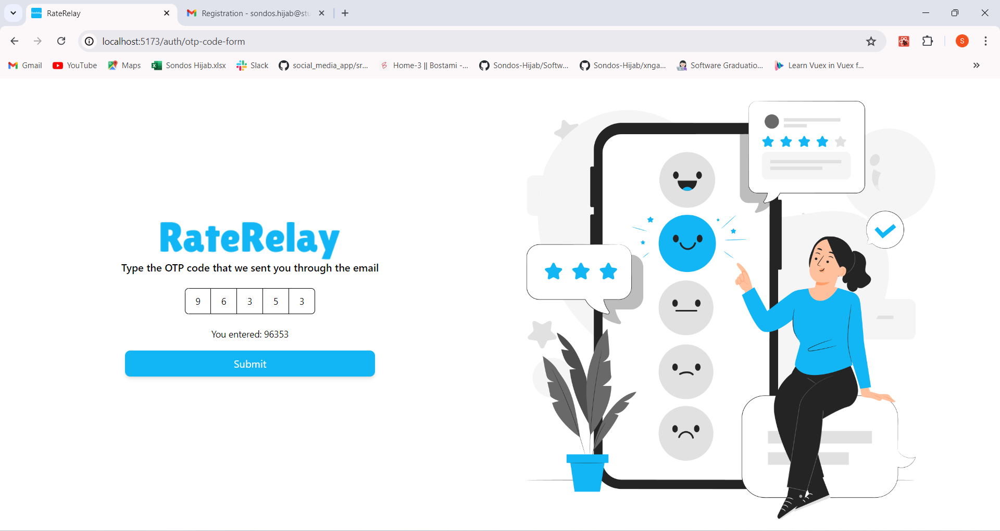 RateRelay
Registration - sondos.hijab@stu
localhost:5173/auth/otp-code-form
S
Gmail
YouTube
Maps
Sondos Hijab.xlsx
Slack
social_media_app/sr...
Home-3 || Bostami -...
Sondos-Hijab/Softw...
Sondos-Hijab/xnga...
Software Graduatio...
Learn Vuex in Vuex f...
RateRelay
Type the OTP code that we sent you through the email
9 6 3 5 3
You entered: 96353
Submit